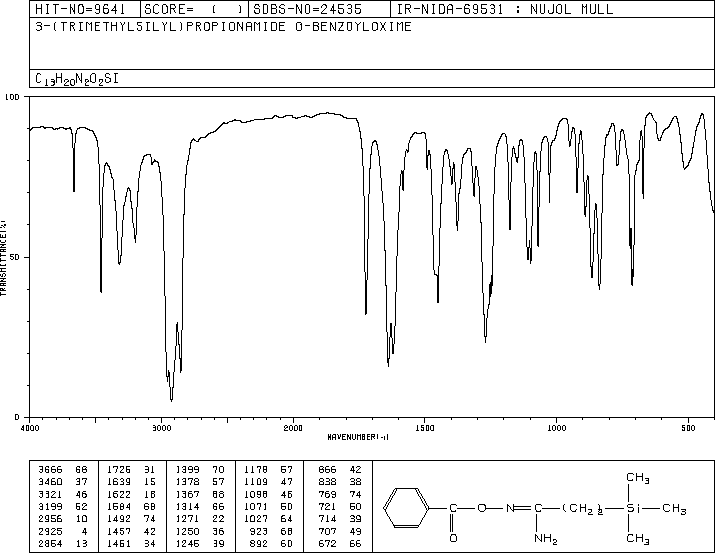 HIT-NO=9641 SCORE= ( ) SDBS-NO=24535 IR-NIDA-69531 : NUJOL MULL
3-(TRIMETHYLSILYL)PROPIONAMIDE O-BENZOYLOXIME
C13H20N2O2SI
100
TRANSMITTANCE(%)
50
0
4000 3000 2000 1500 1000 500
WAVENUMBER(-1)
3666 68 1726 31 1399 70 1178 57 866 42
3460 37 1639 15 1378 57 1109 47 838 38
3321 46 1622 18 1367 68 1098 46 769 74
3199 52 1584 68 1314 66 1071 50 721 50
2956 10 1492 74 1271 22 1027 64 714 39
2925 4 1457 42 1250 36 923 68 707 49
2854 13 1451 34 1245 39 892 60 672 66
CH3
C O N C (CH2)2 Si CH3
O NH2 CH3